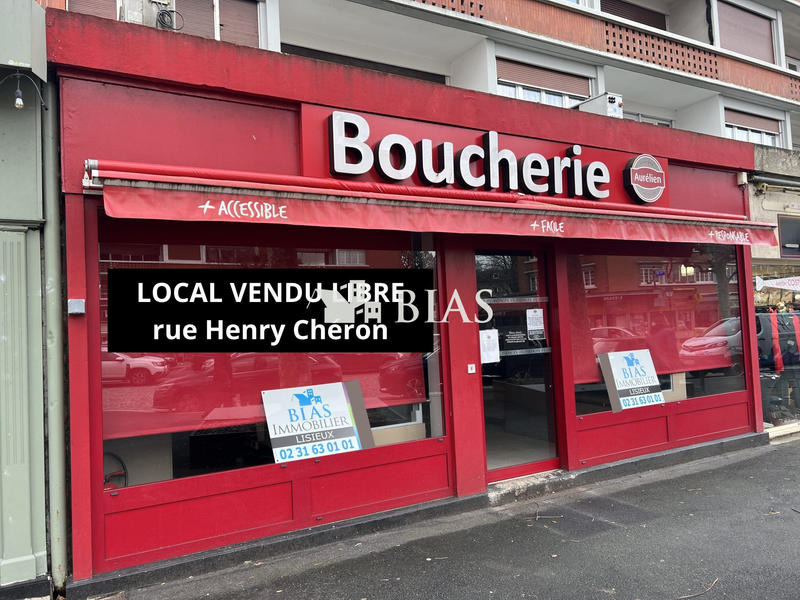 Boucherie
Aurélien
+ ACCESSIBLE
+ FACILE
+ RESPONSABLE
LOCAL VENDU LIBRE
rue Henry Chéron
BIAS
BIAS
IMMOBILIER
LISIEUX
02 31 63 01 01
BIAS
IMMOBILIER
LISIEUX
02 31 63 01 01